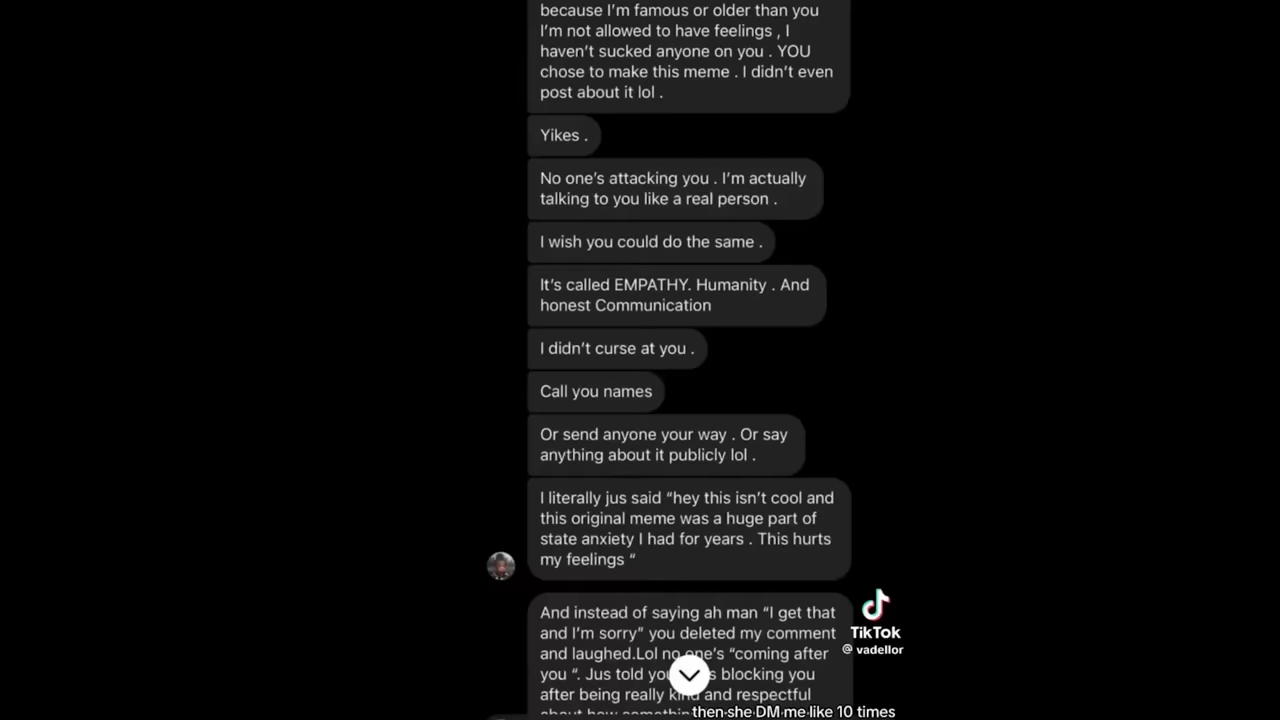 because I'm famous or older than you
I'm not allowed to have feelings , I
haven't sucked anyone on you . YOU
chose to make this meme . I didn't even
post about it lol .
Yikes .
No one's attacking you . I'm actually
talking to you like a real person .
I wish you could do the same .
It's called EMPATHY. Humanity . And
honest Communication
I didn't curse at you .
Call you names
Or send anyone your way . Or say
anything about it publicly lol .
I literally jus said “hey this isn't cool and
this original meme was a huge part of
state anxiety I had for years . This hurts
my feelings “
And instead of saying ah man “I get that
and I'm sorry” you deleted my comment
and laughed.Lol no one's “coming after
you “. Jus told you blocking you
after being really kind and respectful
about how
TikTok
@ vadellor
then she DM me like 10 times